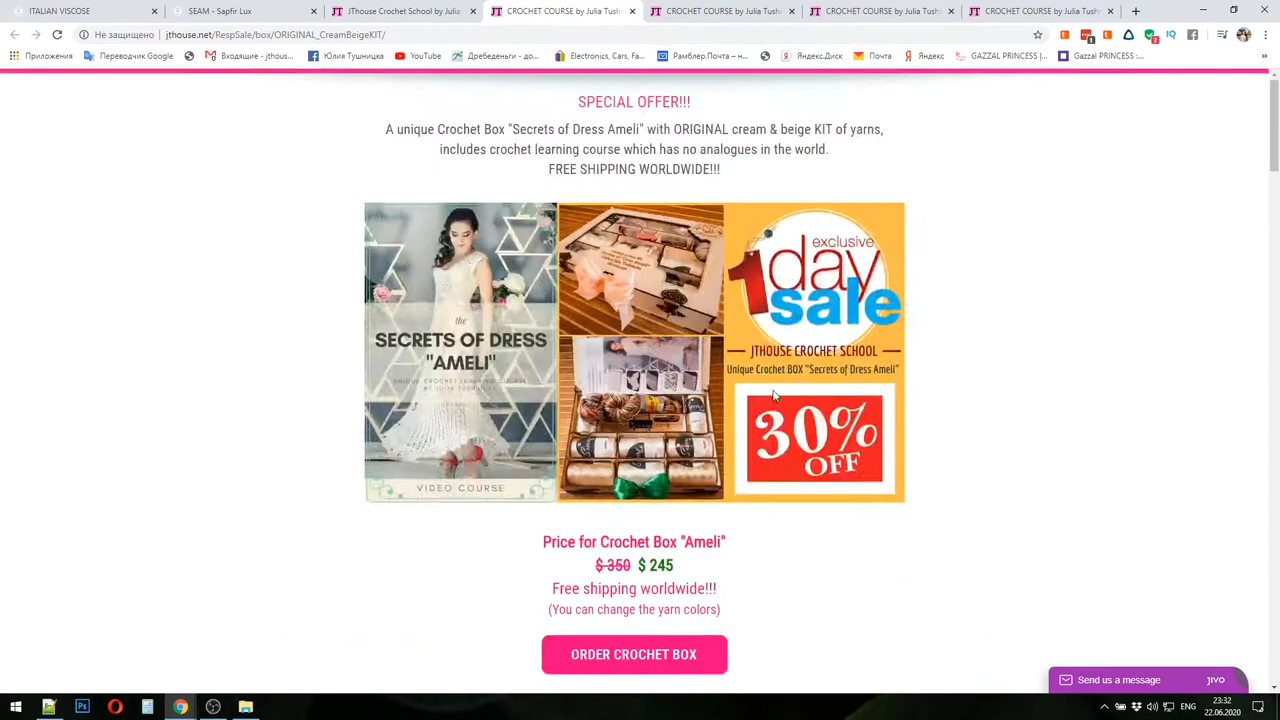 ITALIAN VISCOSE
SEAM - Sapfir Lux
JThouse Crochet School by Julia
CROCHET COURSE by Julia Tush
CROCHET COURSE by Julia Tush
CROCHET COURSE by Julia Tush
Не защищено
jthouse.net/RespSale/box/ORIGINAL_CreamBeigeKIT/
Приложения
Переводчик Google
Входящие - jthous...
YouTube
Юлия Тушницка
Дребеденьги - до...
Electronics, Cars, Fa...
Рамблер.Почта – н...
Яндекс.Диск
Почта
Яндекс
GAZZAL PRINCESS |...
Gazzal PRINCESS :...
SPECIAL OFFER!!!
A unique Crochet Box "Secrets of Dress Ameli" with ORIGINAL cream & beige KIT of yarns,
includes crochet learning course which has no analogues in the world.
FREE SHIPPING WORLDWIDE!!!
the
SECRETS OF DRESS
"AMELI"
UNIQUE CROCHET LEARNING COURSE
VIDEO COURSE
exclusive
1day
sale
JTHOUSE CROCHET SCHOOL
Unique Crochet BOX "Secrets of Dress Ameli"
30%
OFF
Price for Crochet Box "Ameli"
$ 350 $ 245
Free shipping worldwide!!!
(You can change the yarn colors)
ORDER CROCHET BOX
Send us a message
jivo
ENG
23:32
22.06.2020